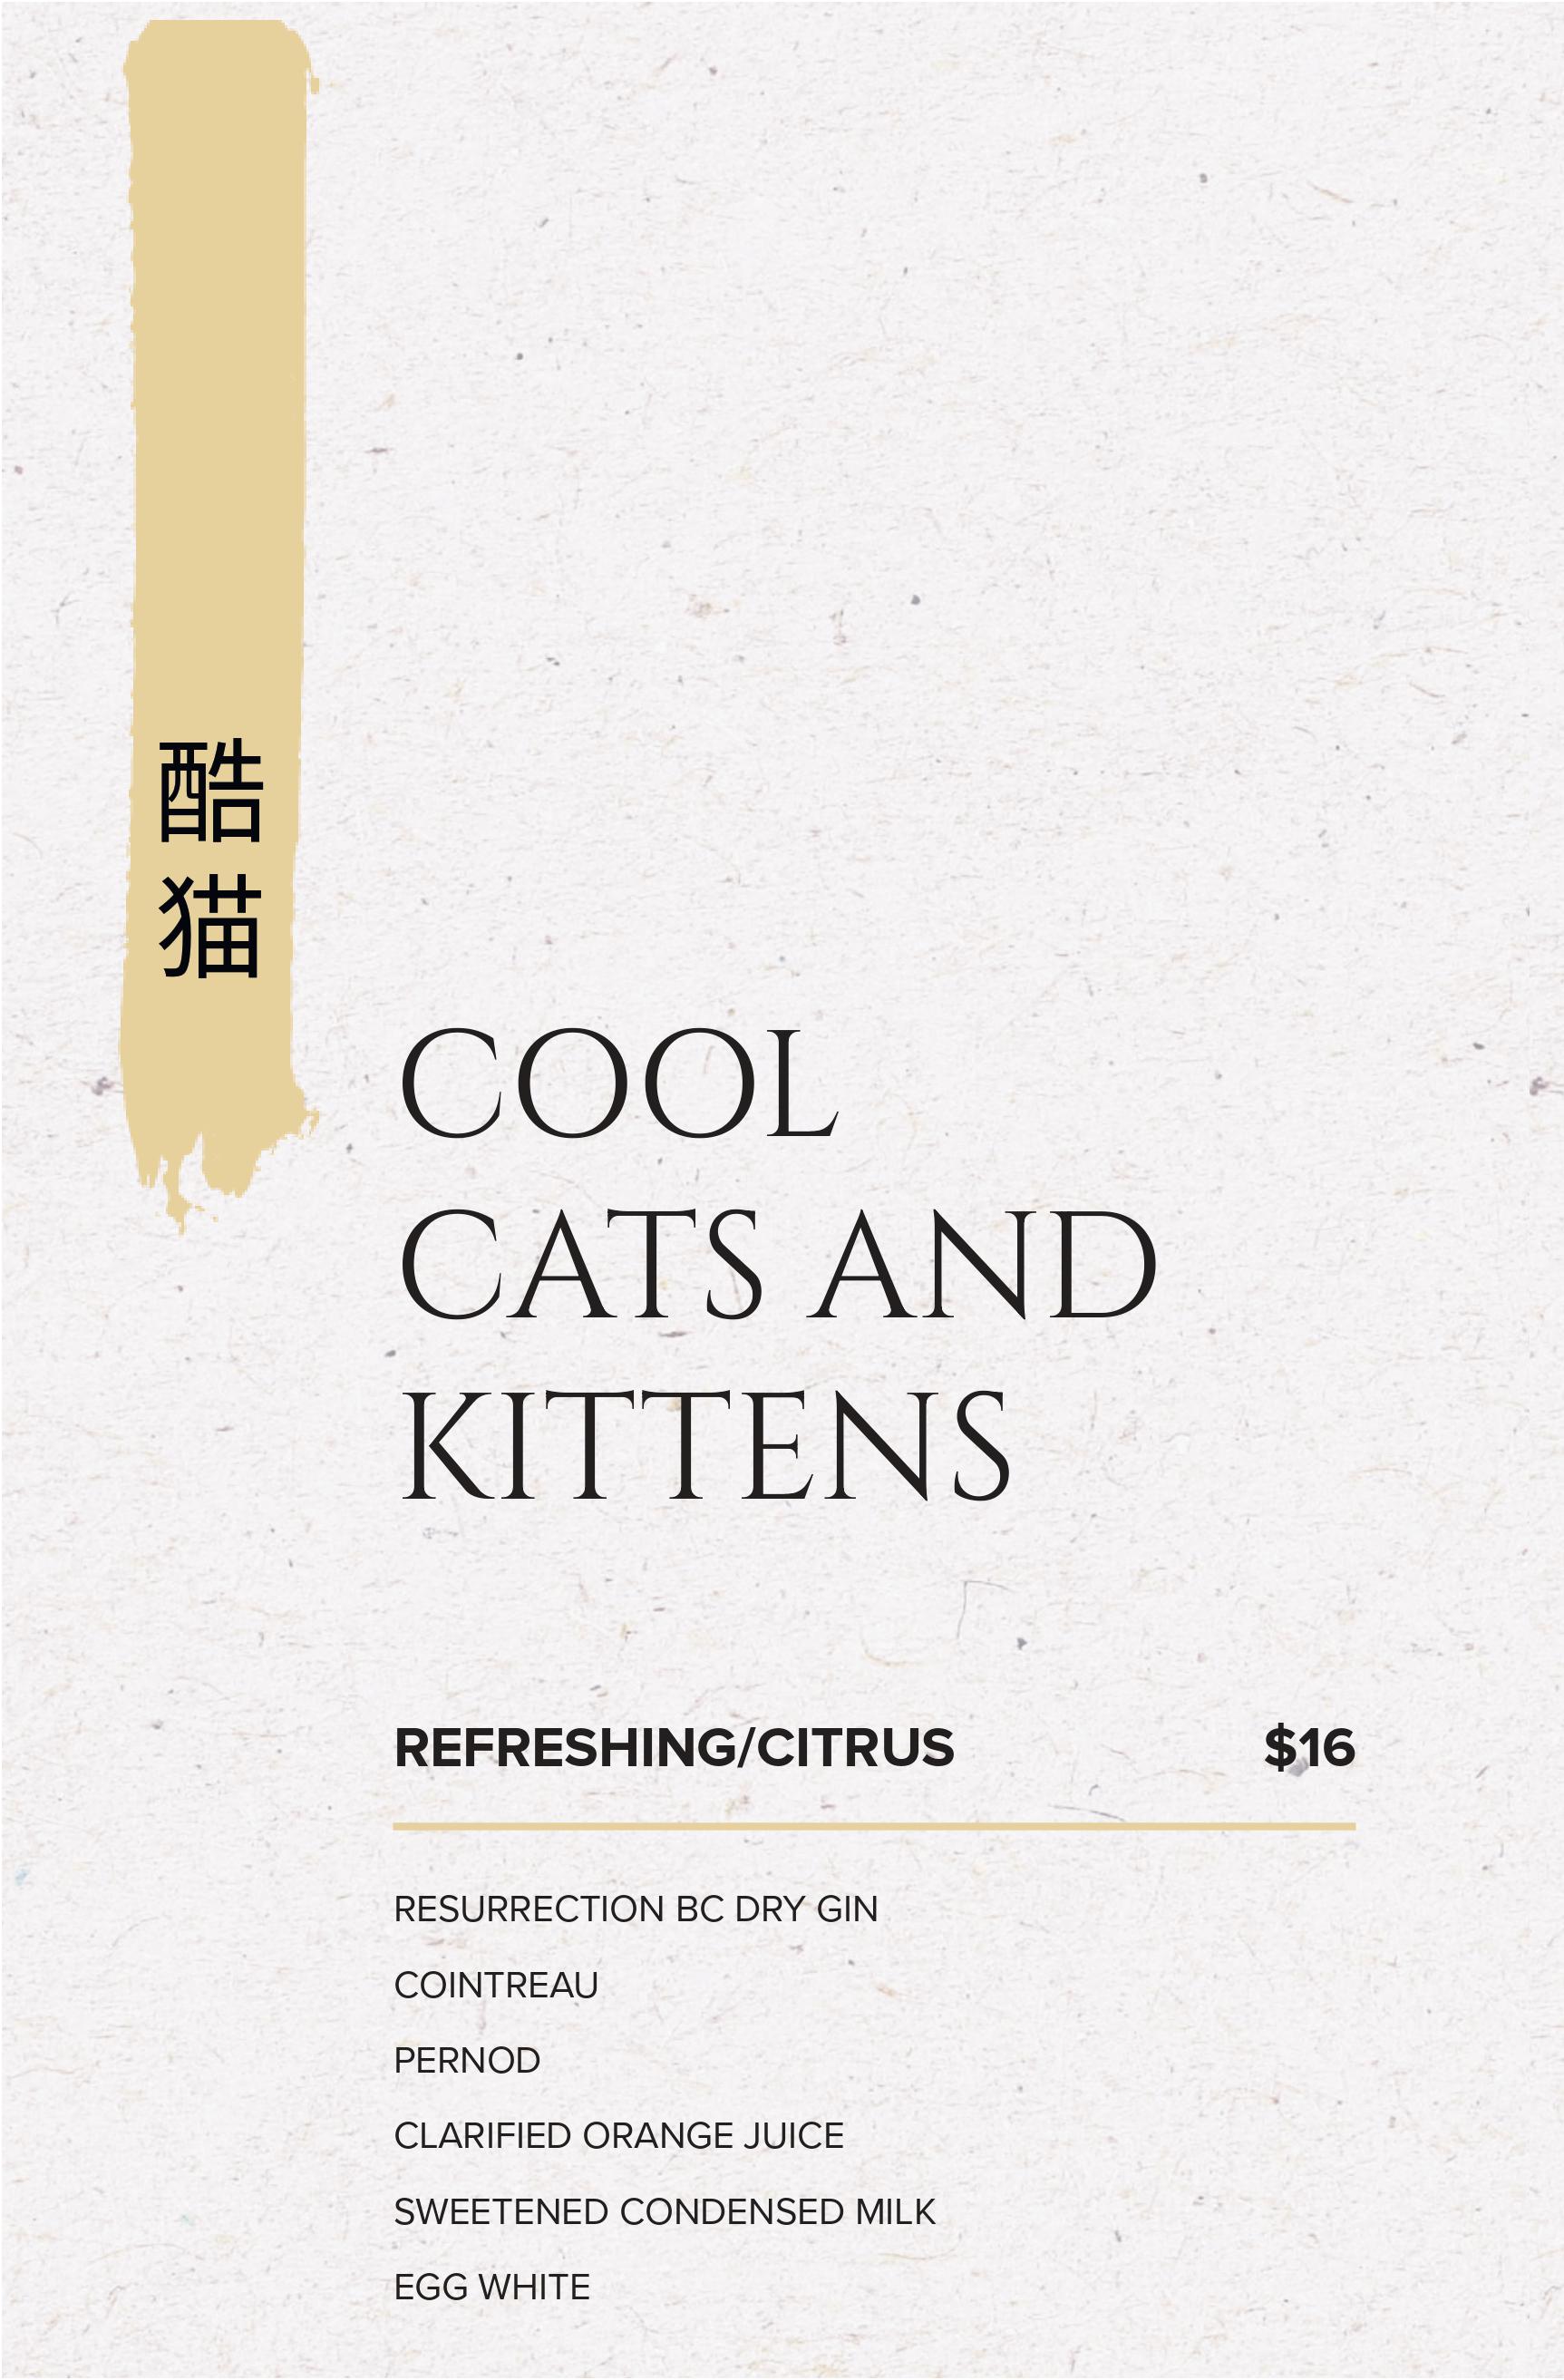 酷
猫
COOL
CATS AND
KITTENS
REFRESHING/CITRUS $16
RESURRECTION BC DRY GIN
COINTREAU
PERNOD
CLARIFIED ORANGE JUICE
SWEETENED CONDENSED MILK
EGG WHITE